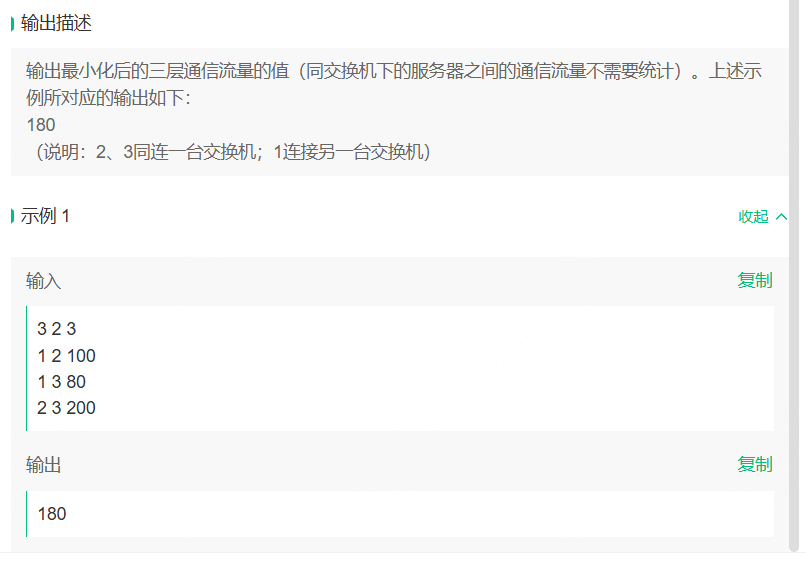 输出描述
输出最小化后的三层通信流量的值（同交换机下的服务器之间的通信流量不需要统计）。上述示
例所对应的输出如下：
180
（说明：2、3同连一台交换机；1连接另一台交换机）
示例 1
收起
输入
复制
3 2 3
1 2 100
1 3 80
2 3 200
输出
复制
180